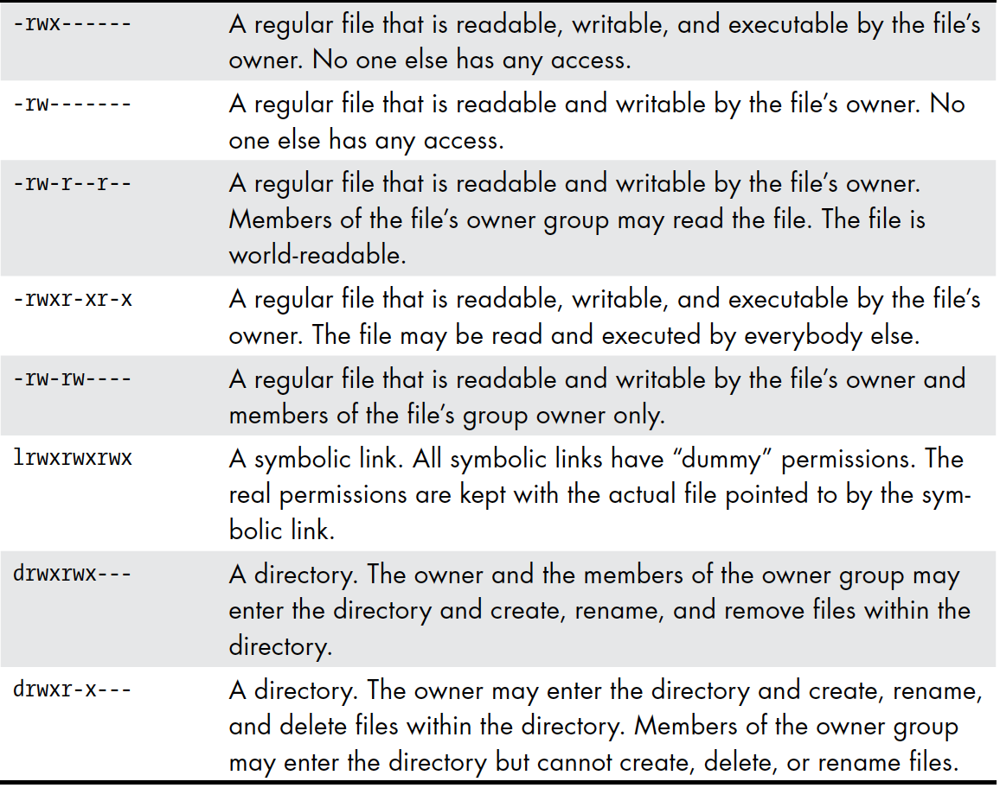 -rwx------ A regular file that is readable, writable, and executable by the file’s
owner. No one else has any access.
-rw------- A regular file that is readable and writable by the file’s owner. No
one else has any access.
-rw-r--r-- A regular file that is readable and writable by the file’s owner.
Members of the file’s owner group may read the file. The file is
world-readable.
-rwxr-xr-x A regular file that is readable, writable, and executable by the file’s
owner. The file may be read and executed by everybody else.
-rw-rw---- A regular file that is readable and writable by the file’s owner and
members of the file’s group owner only.
lrwxrwxrwx A symbolic link. All symbolic links have “dummy” permissions. The
real permissions are kept with the actual file pointed to by the sym-
bolic link.
drwxrwx--- A directory. The owner and the members of the owner group may
enter the directory and create, rename, and remove files within the
directory.
drwxr-x--- A directory. The owner may enter the directory and create, rename,
and delete files within the directory. Members of the owner group
may enter the directory but cannot create, delete, or rename files.